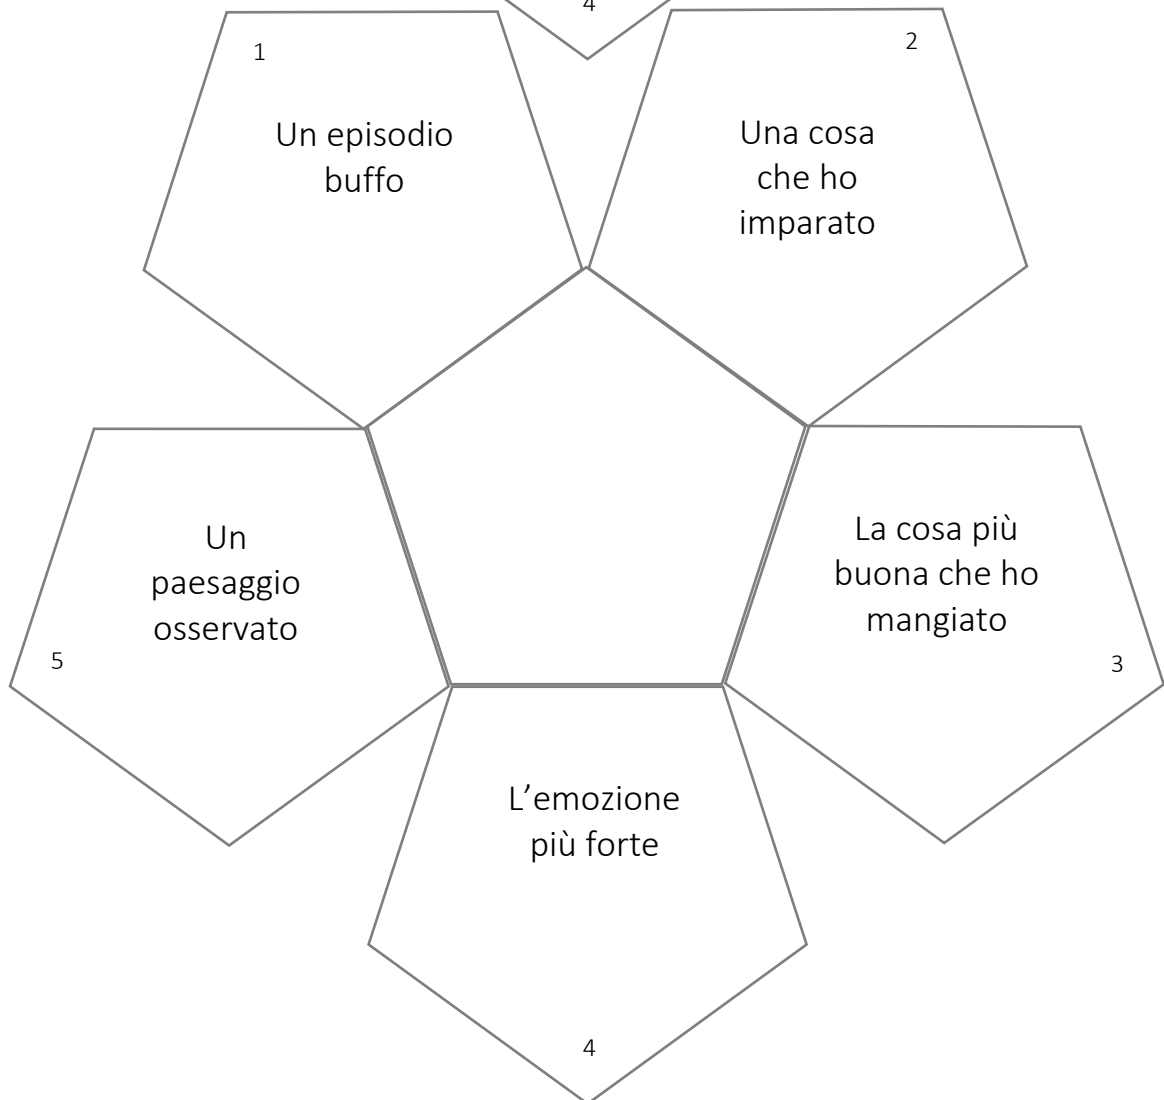 4
1
Un episodio
buffo
2
Una cosa
che ho
imparato
Un
paesaggio
osservato
5
La cosa più
buona che ho
mangiato
3
L’emozione
più forte
4